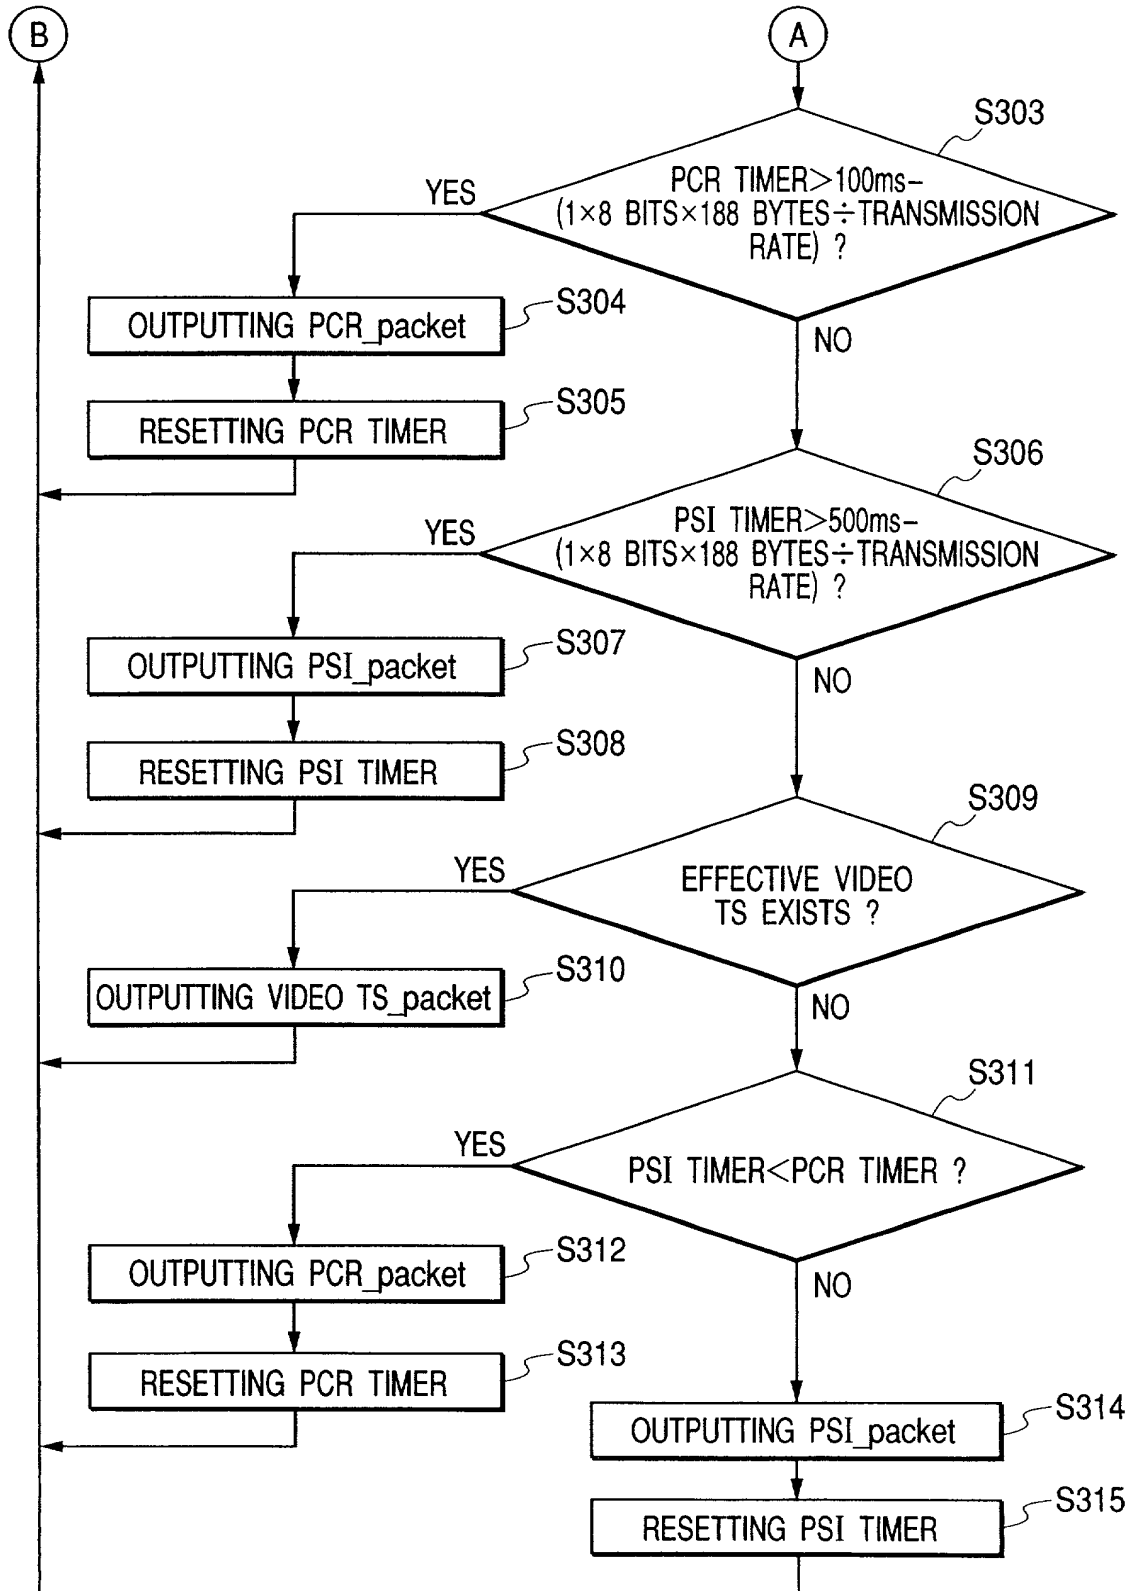 B
A
S303
PCR TIMER>100ms-
(1×8 BITS×188 BYTES÷TRANSMISSION
RATE) ?
YES
NO
S304
OUTPUTTING PCR_packet
S305
RESETTING PCR TIMER
S306
PSI TIMER>500ms-
(1×8 BITS×188 BYTES÷TRANSMISSION
RATE) ?
YES
NO
S307
OUTPUTTING PSI_packet
S308
RESETTING PSI TIMER
S309
EFFECTIVE VIDEO
TS EXISTS ?
YES
NO
S310
OUTPUTTING VIDEO TS_packet
S311
PSI TIMER<PCR TIMER ?
YES
NO
S312
OUTPUTTING PCR_packet
S313
RESETTING PCR TIMER
S314
OUTPUTTING PSI_packet
S315
RESETTING PSI TIMER